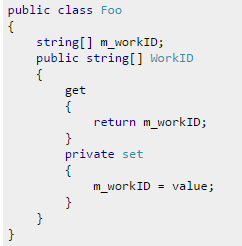 public class Foo
{
    string[] m_workID;
    public string[] WorkID
    {
        get
        {
            return m_workID;
        }
        private set
        {
            m_workID = value;
        }
    }
}